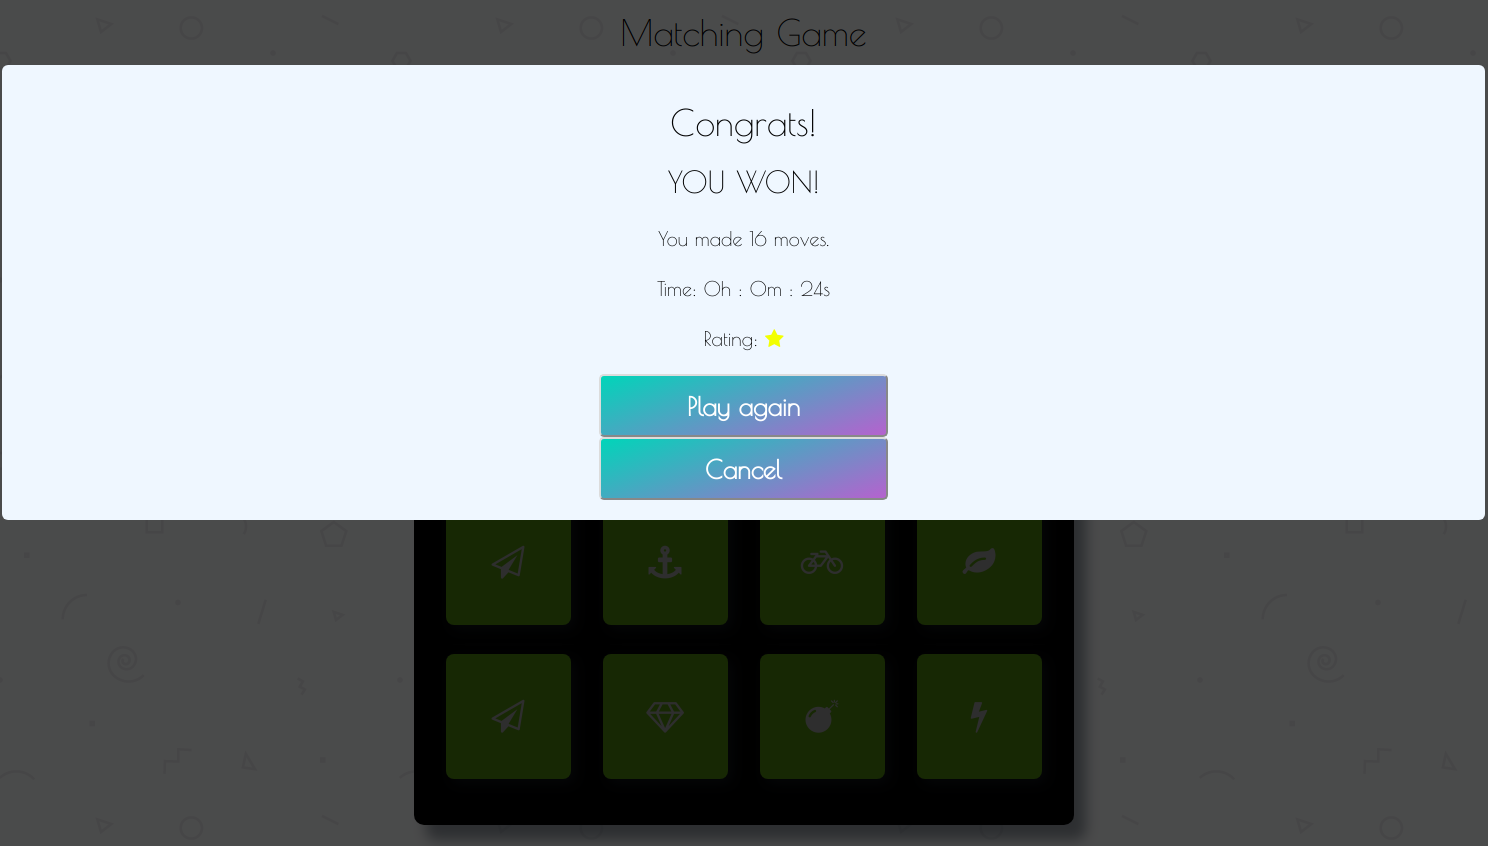 Matching Game
Congrats!
YOU WON!
You made 16 moves.
Time: 0h : 0m : 24s
Rating:
Play again
Cancel